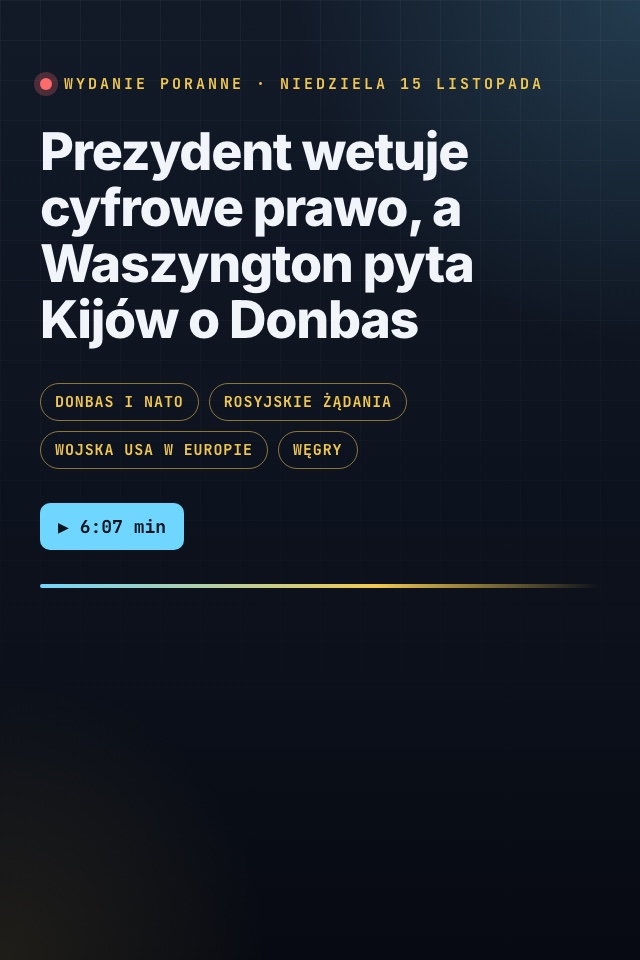 WYDANIE PORANNE · NIEDZIELA 15 LISTOPADA
Prezydent wetuje
cyfrowe prawo, a
Waszyngton pyta
Kijów o Donbas
DONBAS I NATO
ROSYJSKIE ŻĄDANIA
WOJSKA USA W EUROPIE
WĘGRY
▶ 6:07 min